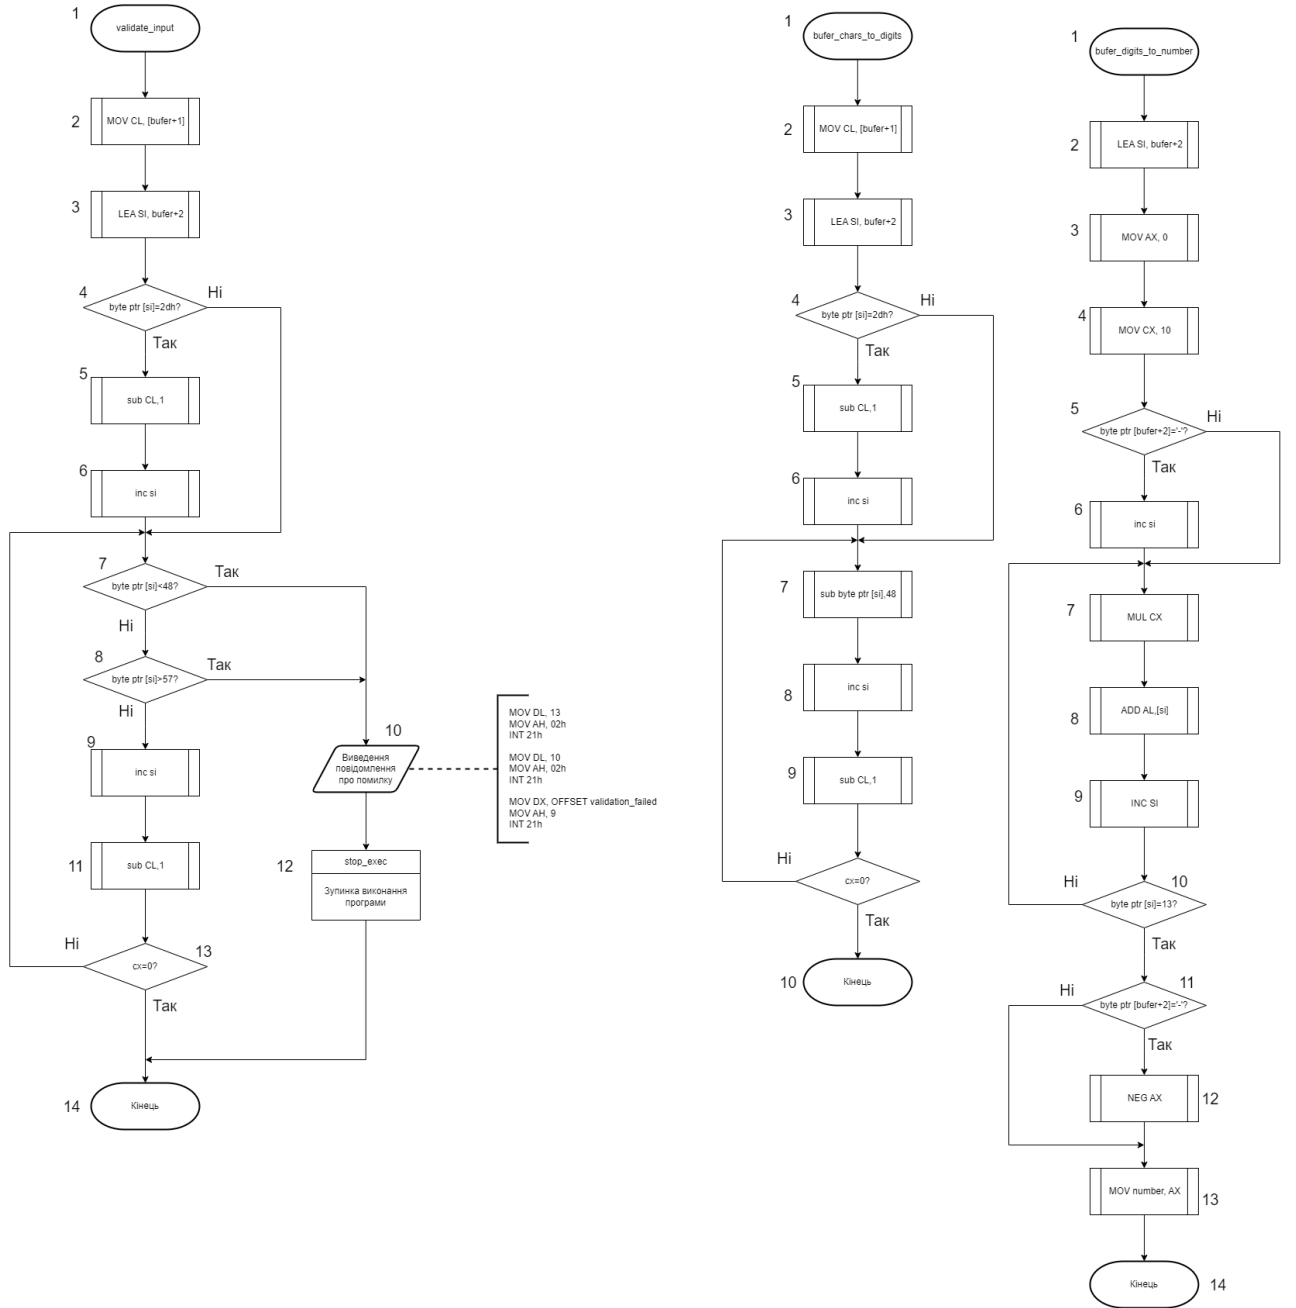 1
validate_input
2
MOV CL, [bufer+1]
3
LEA SI, bufer+2
4
byte ptr [si]=2dh?
Ні
Так
5
sub CL,1
6
inc si
7
byte ptr [si]<48?
Так
Ні
8
byte ptr [si]>57?
Так
Ні
9
inc si
10
Виведення
повідомлення
про помилку
MOV DL, 13
MOV AH, 02h
INT 21h
MOV DL, 10
MOV AH, 02h
INT 21h
MOV DX, OFFSET validation_failed
MOV AH, 9
INT 21h
11
sub CL,1
12
stop_exec
Зупинка виконання
програми
13
cx=0?
Ні
Так
14
Кінець
1
bufer_chars_to_digits
2
MOV CL, [bufer+1]
3
LEA SI, bufer+2
4
byte ptr [si]=2dh?
Ні
Так
5
sub CL,1
6
inc si
7
sub byte ptr [si],48
8
inc si
9
sub CL,1
Ні
cx=0?
Так
10
Кінець
1
bufer_digits_to_number
2
LEA SI, bufer+2
3
MOV AX, 0
4
MOV CX, 10
5
byte ptr [bufer+2]='-'?
Ні
Так
6
inc si
7
MUL CX
8
ADD AL,[si]
9
INC SI
10
Ні
byte ptr [si]=13?
Так
11
Ні
byte ptr [bufer+2]='-'?
Так
NEG AX
12
MOV number, AX
13
Кінець
14